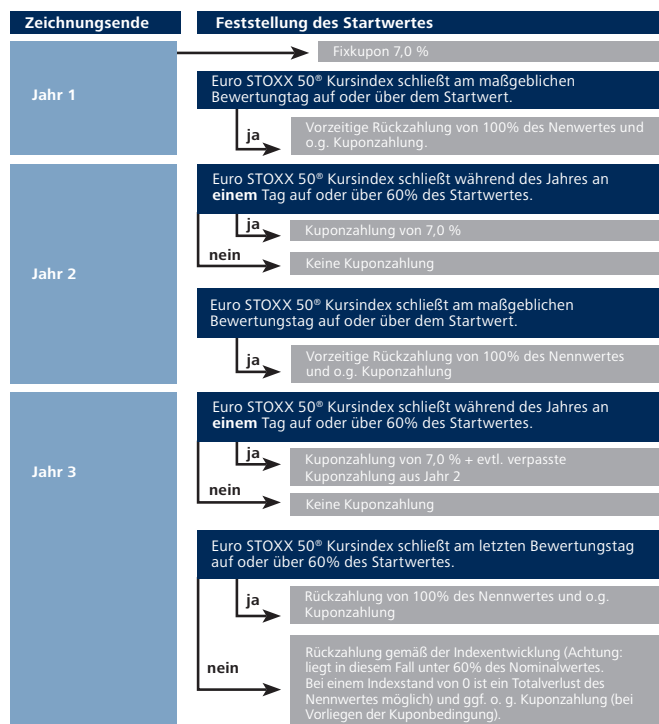 Zeichnungsende
Feststellung des Startwertes
Jahr 1
Fixkupon 7,0 %
Euro STOXX 50® Kursindex schließt am maßgeblichen
Bewertungtag auf oder über dem Startwert.
ja
Vorzeitige Rückzahlung von 100% des Nenwertes und
o.g. Kuponzahlung.
Jahr 2
Euro STOXX 50® Kursindex schließt während des Jahres an
einem Tag auf oder über 60% des Startwertes.
ja
Kuponzahlung von 7,0 %
nein
Keine Kuponzahlung
Euro STOXX 50® Kursindex schließt am maßgeblichen
Bewertungstag auf oder über dem Startwert.
ja
Vorzeitige Rückzahlung von 100% des Nennwertes
und o.g. Kuponzahlung
Jahr 3
Euro STOXX 50® Kursindex schließt während des Jahres an
einem Tag auf oder über 60% des Startwertes.
ja
Kuponzahlung von 7,0 % + evtl. verpasste
Kuponzahlung aus Jahr 2
nein
Keine Kuponzahlung
Euro STOXX 50® Kursindex schließt am letzten Bewertungstag
auf oder über 60% des Startwertes.
ja
Rückzahlung von 100% des Nennwertes und o.g.
Kuponzahlung
nein
Rückzahlung gemäß der Indexentwicklung (Achtung:
liegt in diesem Fall unter 60% des Nominalwertes.
Bei einem Indexstand von 0 ist ein Totalverlust des
Nennwertes möglich) und ggf. o. g. Kuponzahlung (bei
Vorliegen der Kuponbedingung).